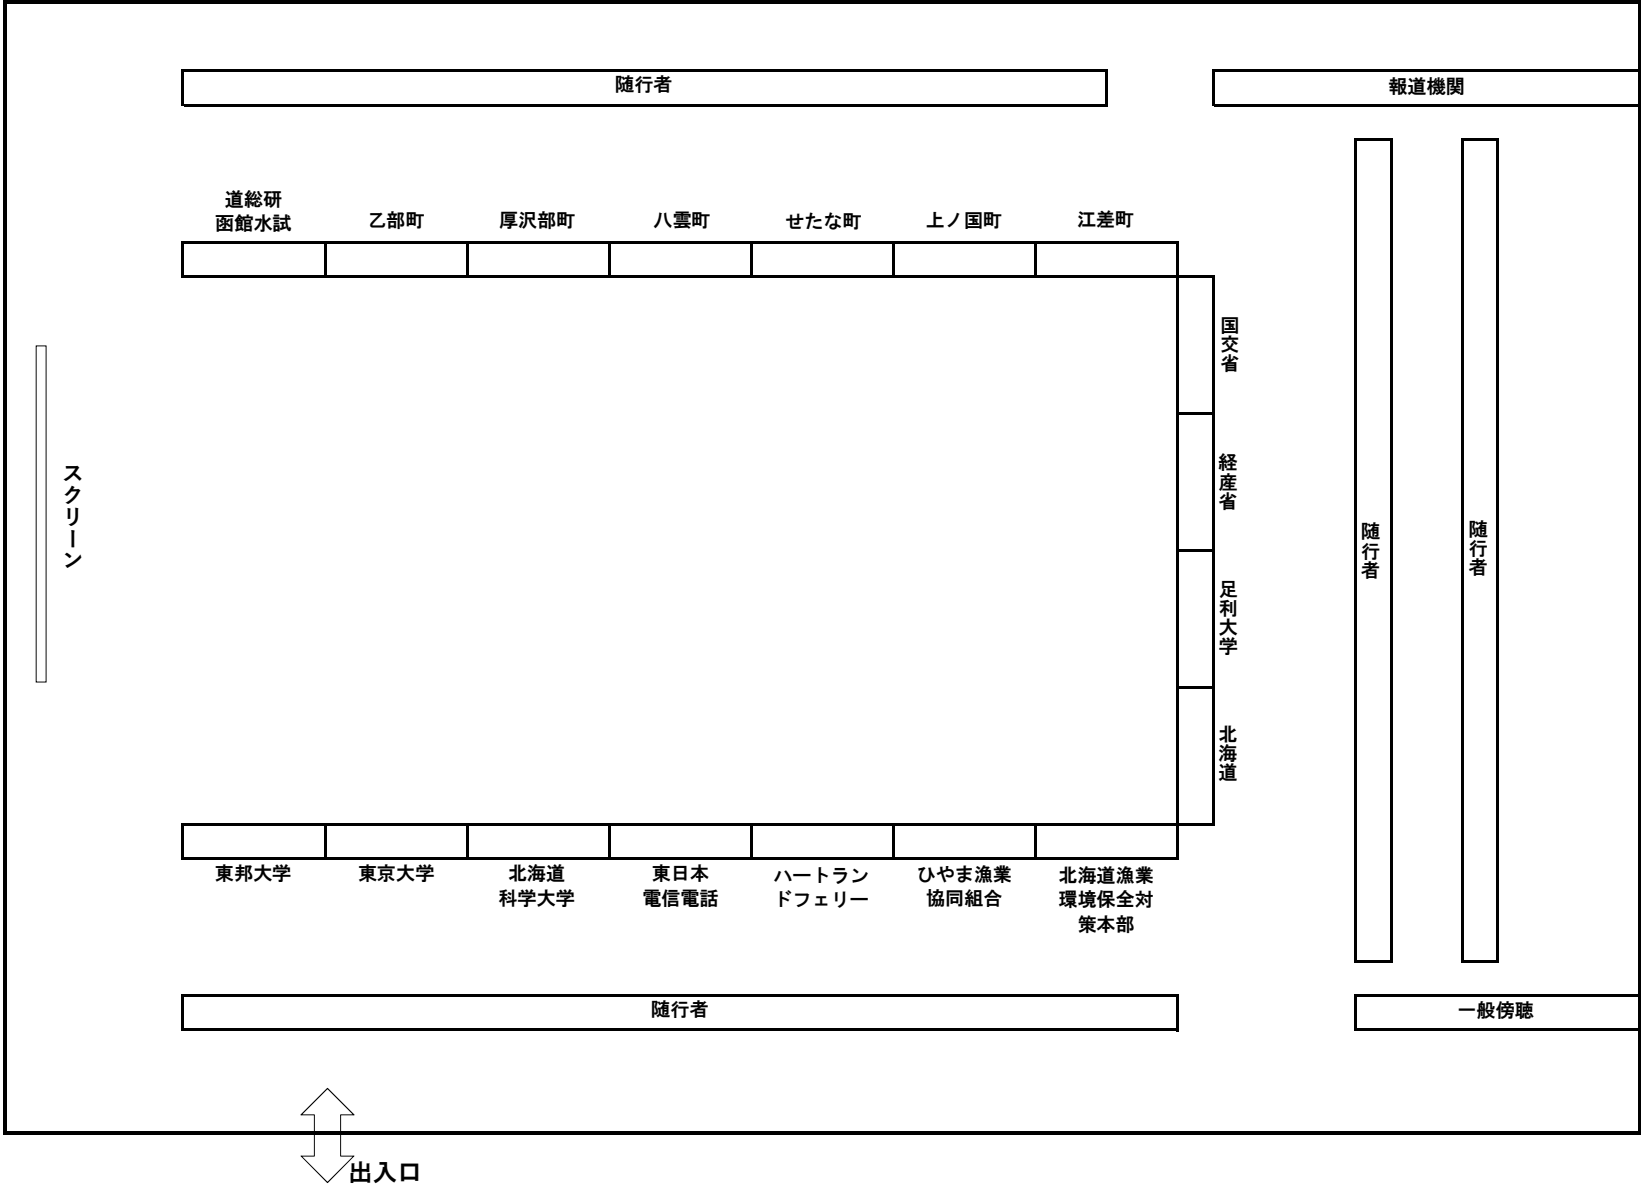 随行者
報道機関
道総研
函館水試
乙部町
厚沢部町
八雲町
せたな町
上ノ国町
江差町
国交省
経産省
足利大学
北海道
スクリーン
随行者
随行者
東邦大学
東京大学
北海道
科学大学
東日本
電信電話
ハートラン
ドフェリー
ひやま漁業
協同組合
北海道漁業
環境保全対
策本部
随行者
一般傍聴
出入口